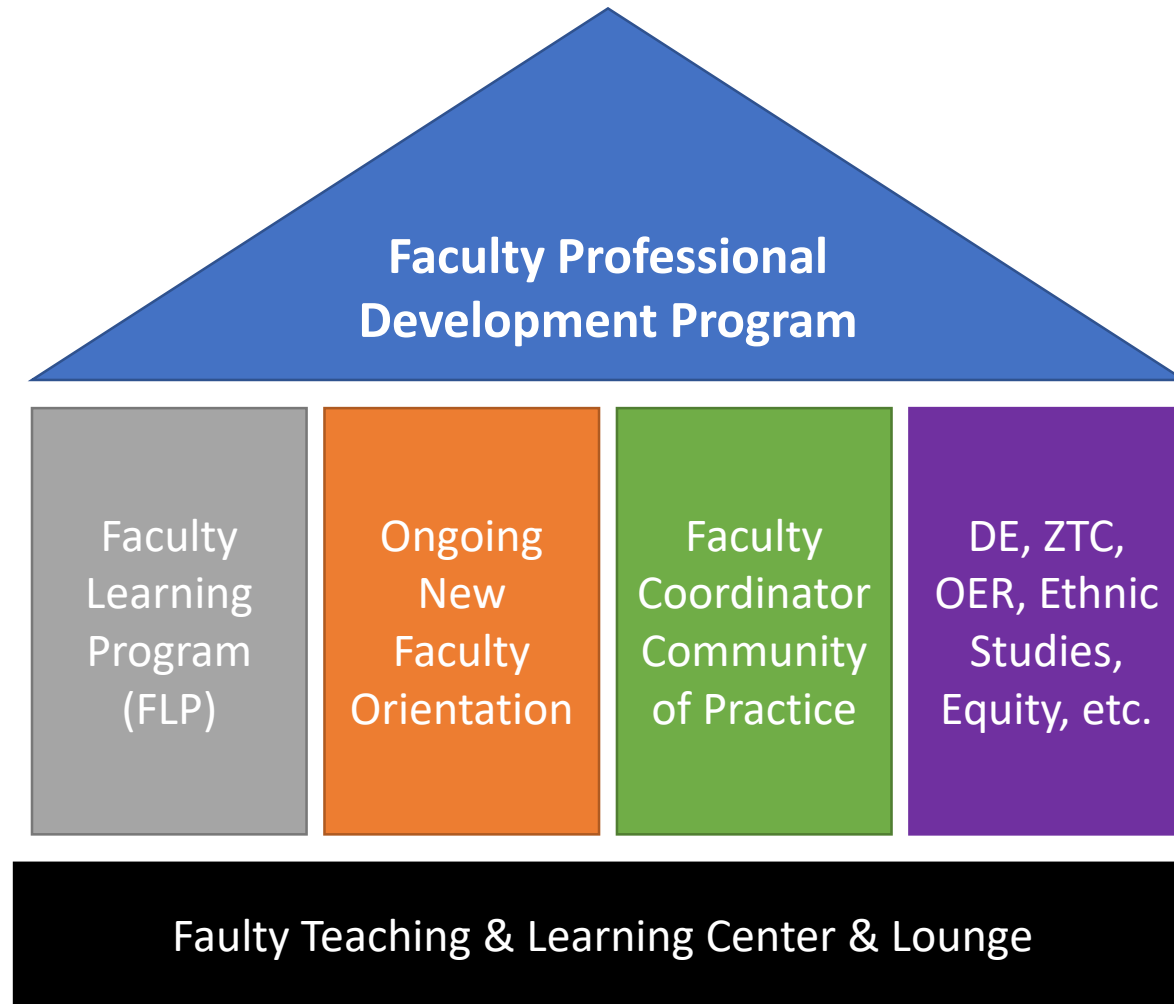 Faculty Professional
Development Program
Faculty
Learning
Program
(FLP)
Ongoing
New
Faculty
Orientation
Faculty
Coordinator
Community
of Practice
DE, ZTC,
OER, Ethnic
Studies,
Equity, etc.
Faulty Teaching & Learning Center & Lounge